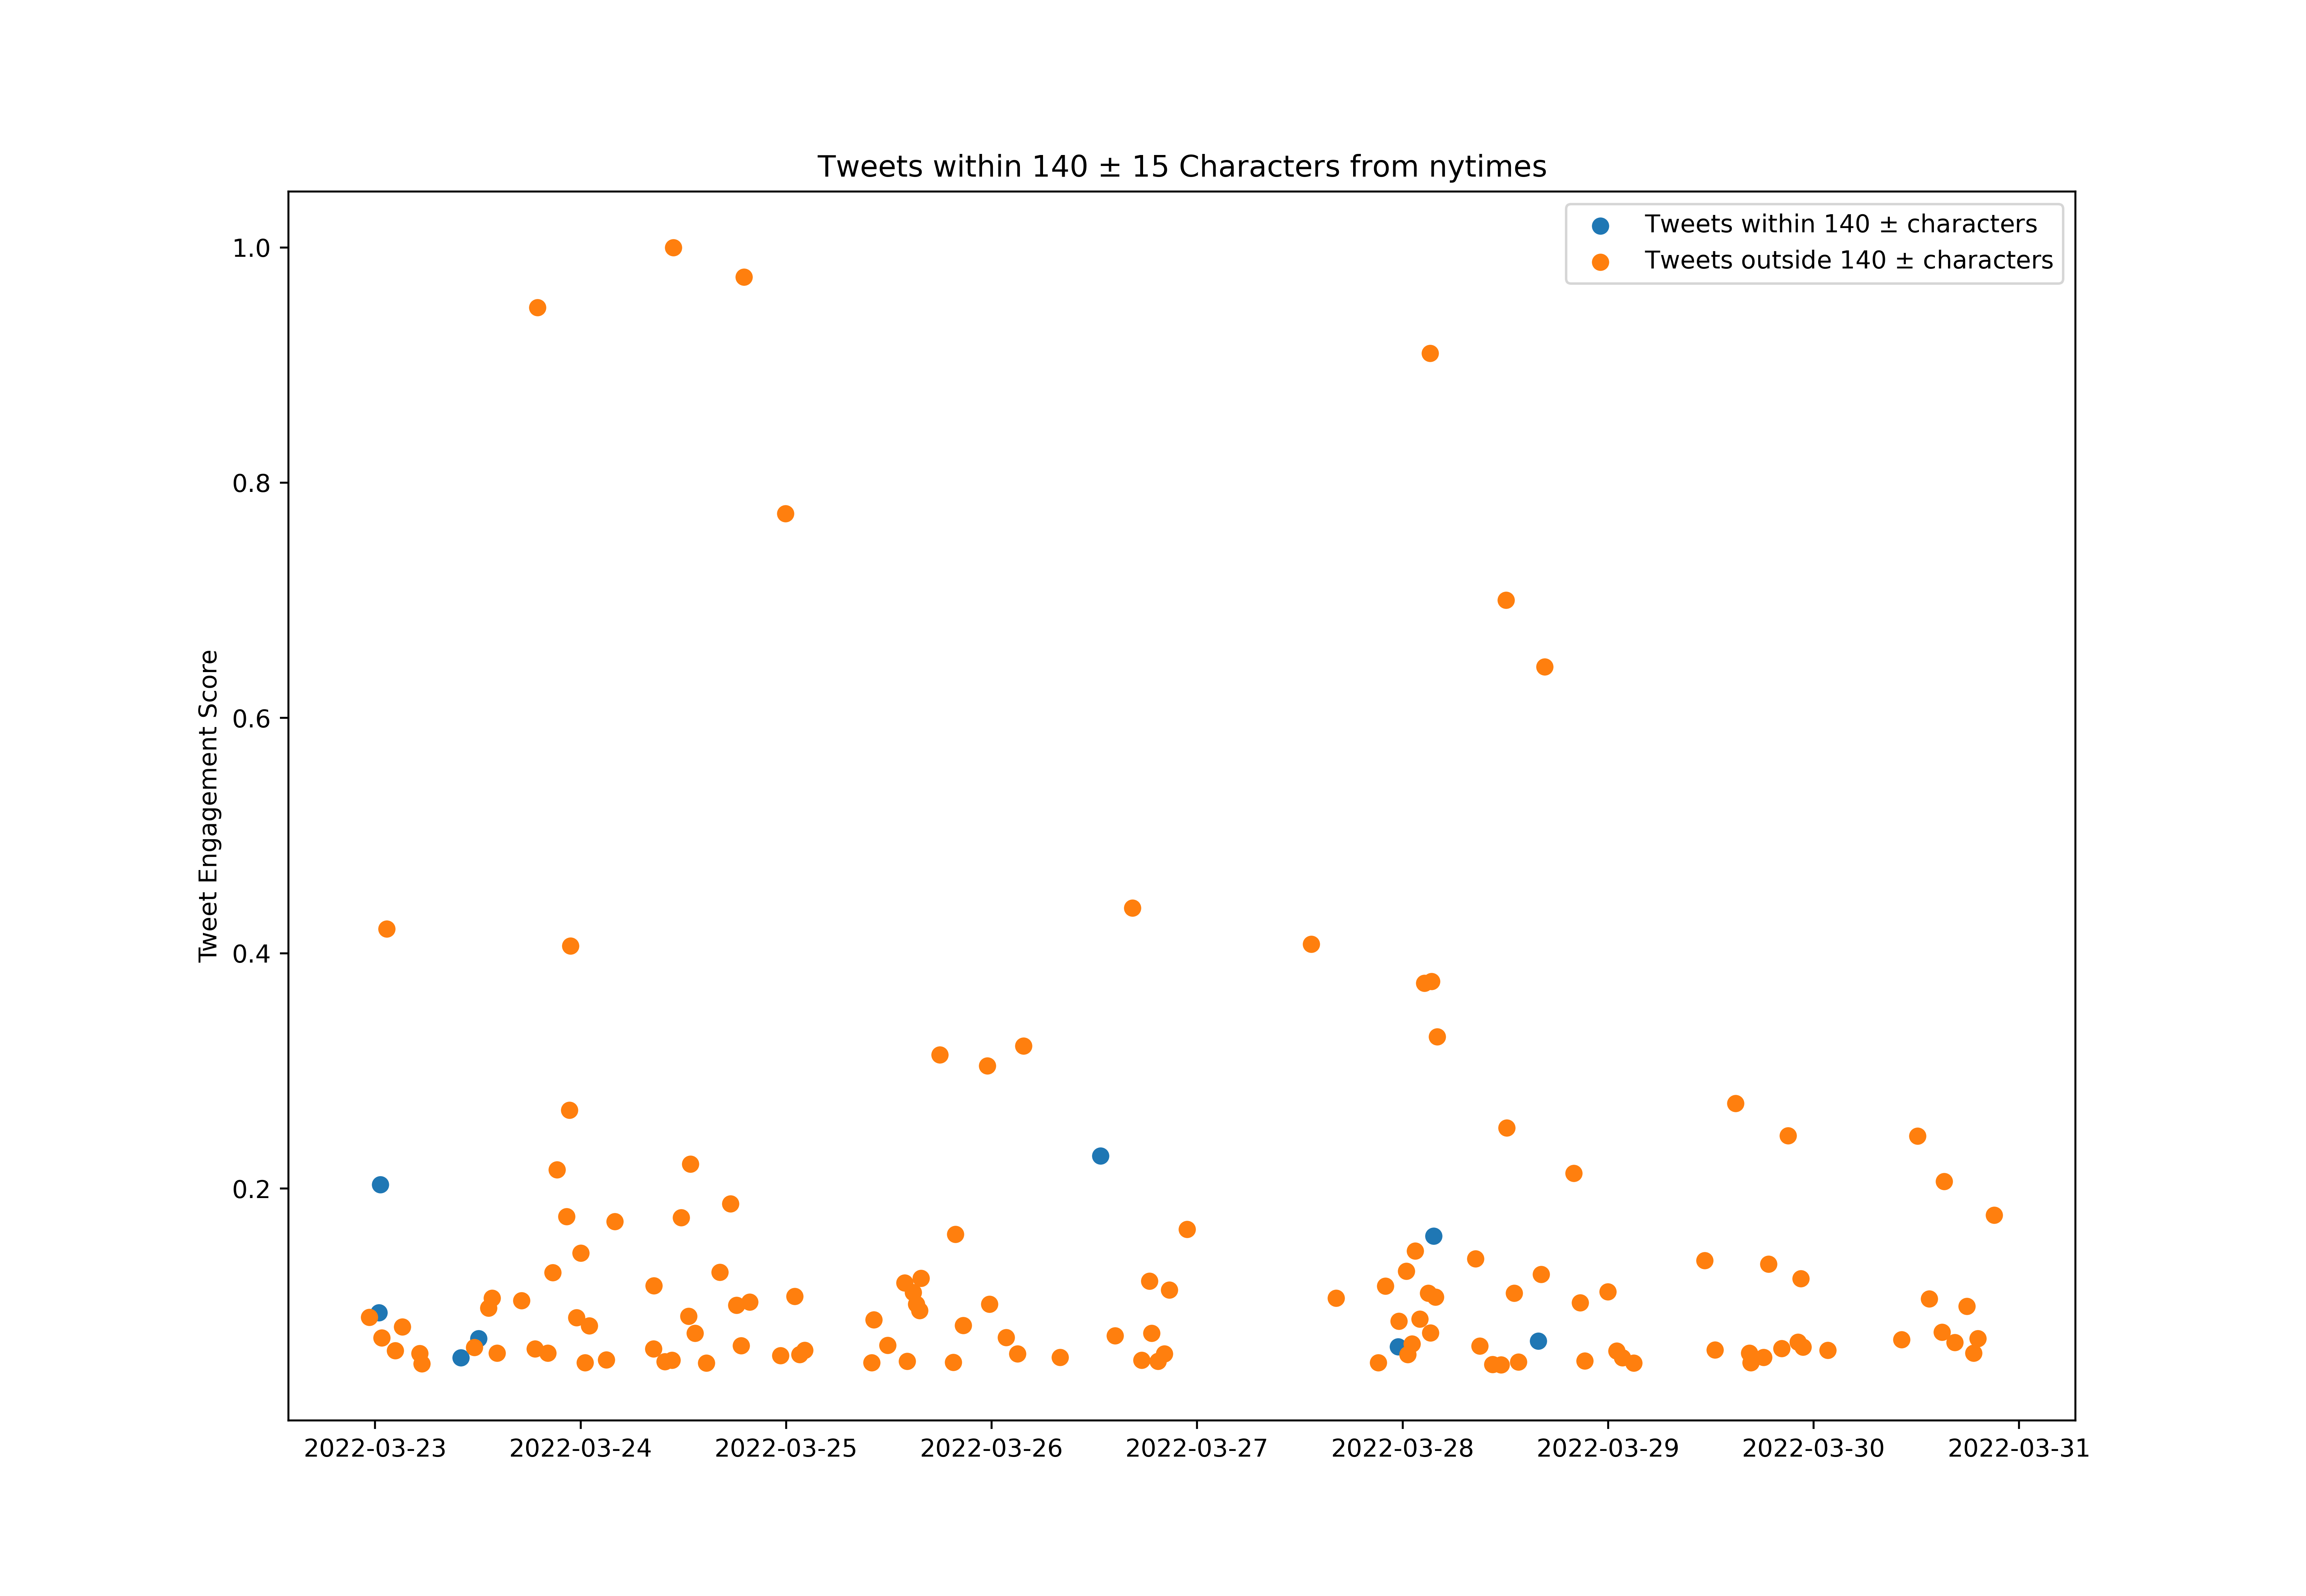 Tweets within 140 ± 15 Characters from nytimes
Tweets within 140 ± characters
Tweets outside 140 ± characters
Tweet Engagement Score
1.0
0.8
0.6
0.4
0.2
2022-03-23 2022-03-24 2022-03-25 2022-03-26 2022-03-27 2022-03-28 2022-03-29 2022-03-30 2022-03-31